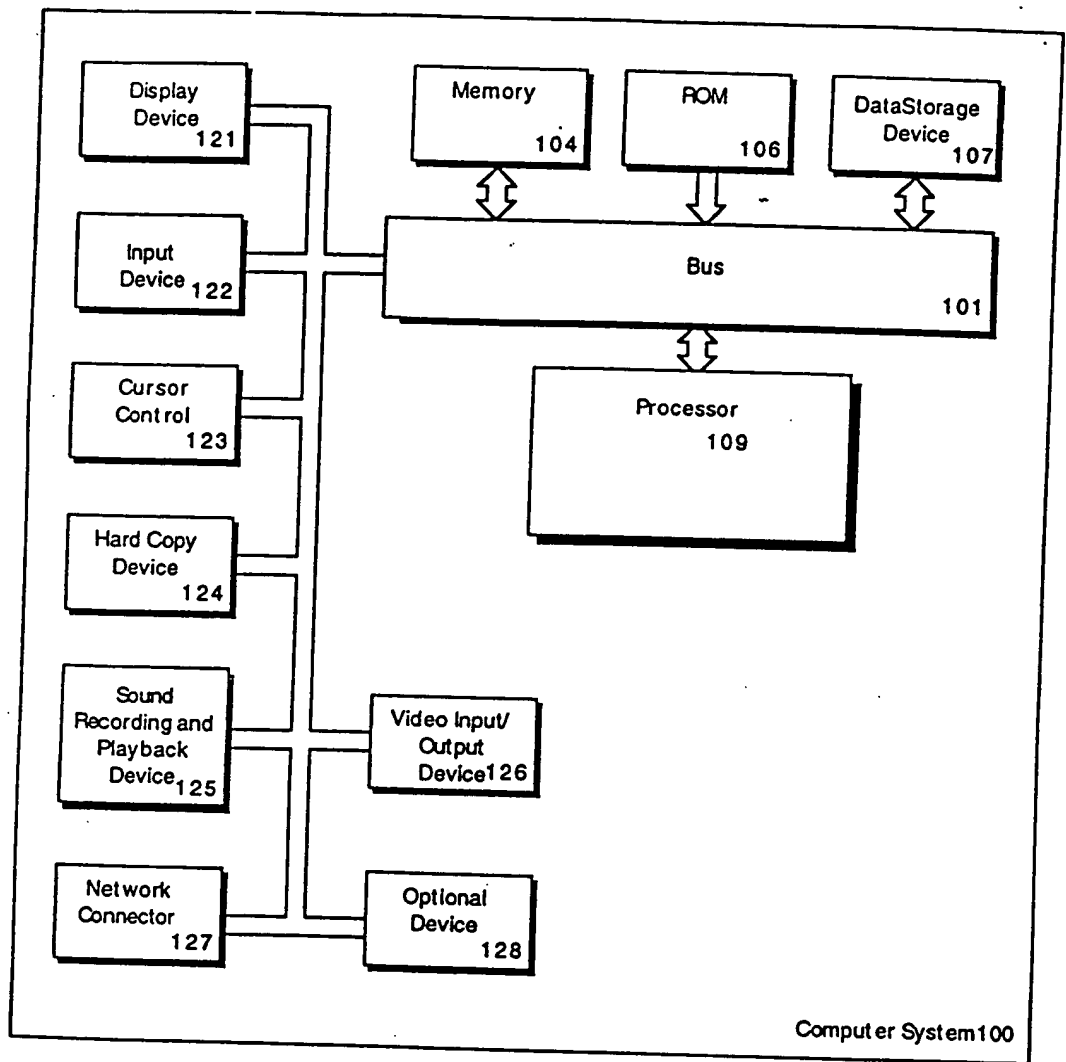 Display
Device
121
Memory
104
ROM
106
DataStorage
Device
107
Input
Device
122
Bus
101
Cursor
Control
123
Processor
109
Hard Copy
Device
124
Sound
Recording and
Playback
Device
125
Video Input/
Output
Device126
Network
Connector
127
Optional
Device
128
Computer System100